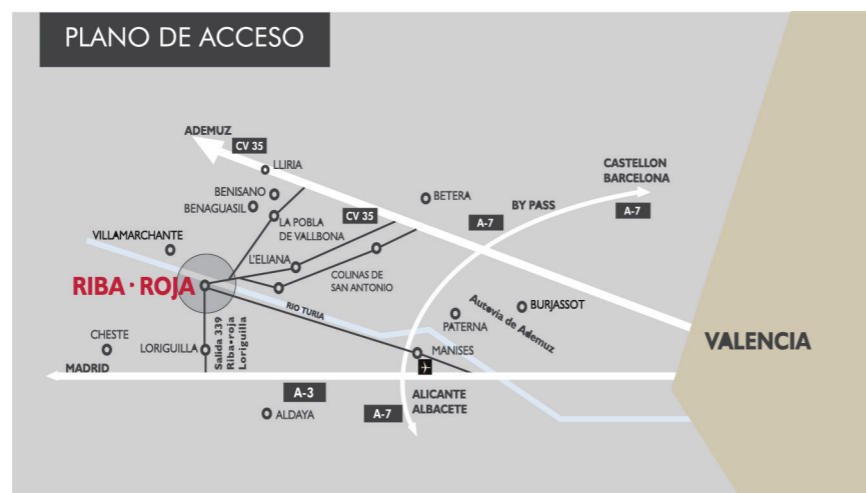 PLANO DE ACCESO
ADEMUZ
CV 35
LLIRIA
CASTELLON
BARCELONA
BENISANO
BETERA
BENAGUASIL
BY PASS
CV 35
A-7
A-7
LA POBLA
DE VALLBONA
VILLAMARCHANTE
L'ELIANA
COLINAS DE
SAN ANTONIO
RIBA · ROJA
RIO TURIA
BURJASSOT
PATERNA
Autovia de Ademuz
CHESTE
LORIGUILLA
Salida 339
Riba•roja
Loriguilla
MANISES
VALENCIA
MADRID
A-3
ALICANTE
ALBACETE
ALDAYA
A-7